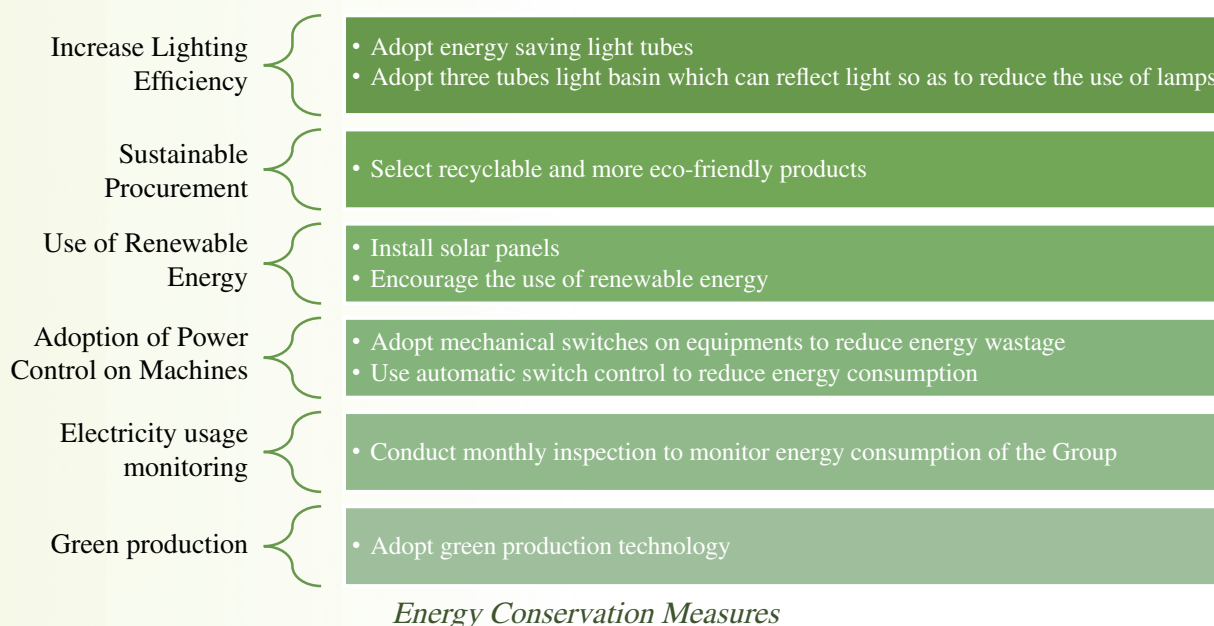 Increase Lighting
Efficiency
• Adopt energy saving light tubes
• Adopt three tubes light basin which can reflect light so as to reduce the use of lamps
Sustainable
Procurement
• Select recyclable and more eco-friendly products
Use of Renewable
Energy
• Install solar panels
• Encourage the use of renewable energy
Adoption of Power
Control on Machines
• Adopt mechanical switches on equipments to reduce energy wastage
• Use automatic switch control to reduce energy consumption
Electricity usage
monitoring
• Conduct monthly inspection to monitor energy consumption of the Group
Green production
• Adopt green production technology
Energy Conservation Measures